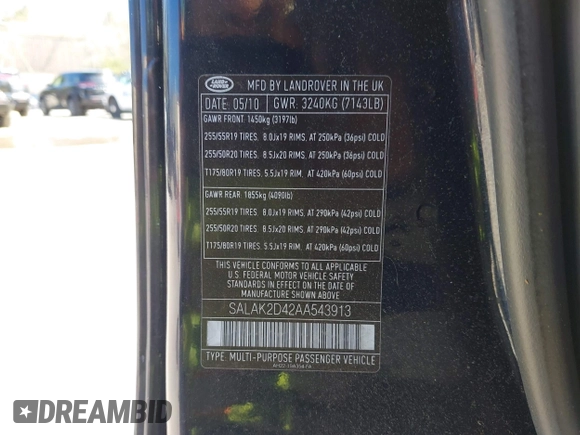 LAND ROVER
MFD BY LANDROVER IN THE UK
DATE: 05/10 GWR: 3240KG (7143LB)
GAWR FRONT: 1450kg (3197lb)
255/55R19 TIRES. 8.0Jx19 RIMS, AT 250kPa (36psi) COLD
255/50R20 TIRES. 8.5Jx20 RIMS, AT 250kPa (36psi) COLD
T175/80R19 TIRES. 5.5Jx19 RIM. AT 420kPa (60psi) COLD
GAWR REAR: 1855kg (4090lb)
255/55R19 TIRES. 8.0Jx19 RIMS, AT 290kPa (42psi) COLD
255/50R20 TIRES. 8.5Jx20 RIMS, AT 290kPa (42psi) COLD
T175/80R19 TIRES. 5.5Jx19 RIM. AT 420kPa (60psi) COLD
THIS VEHICLE CONFORMS TO ALL APPLICABLE
U.S. FEDERAL MOTOR VEHICLE SAFETY
STANDARDS IN EFFECT ON THE DATE OF
MANUFACTURE SHOWN ABOVE.
SALAK2D42AA543913
TYPE: MULTI-PURPOSE PASSENGER VEHICLE
DREAMBID